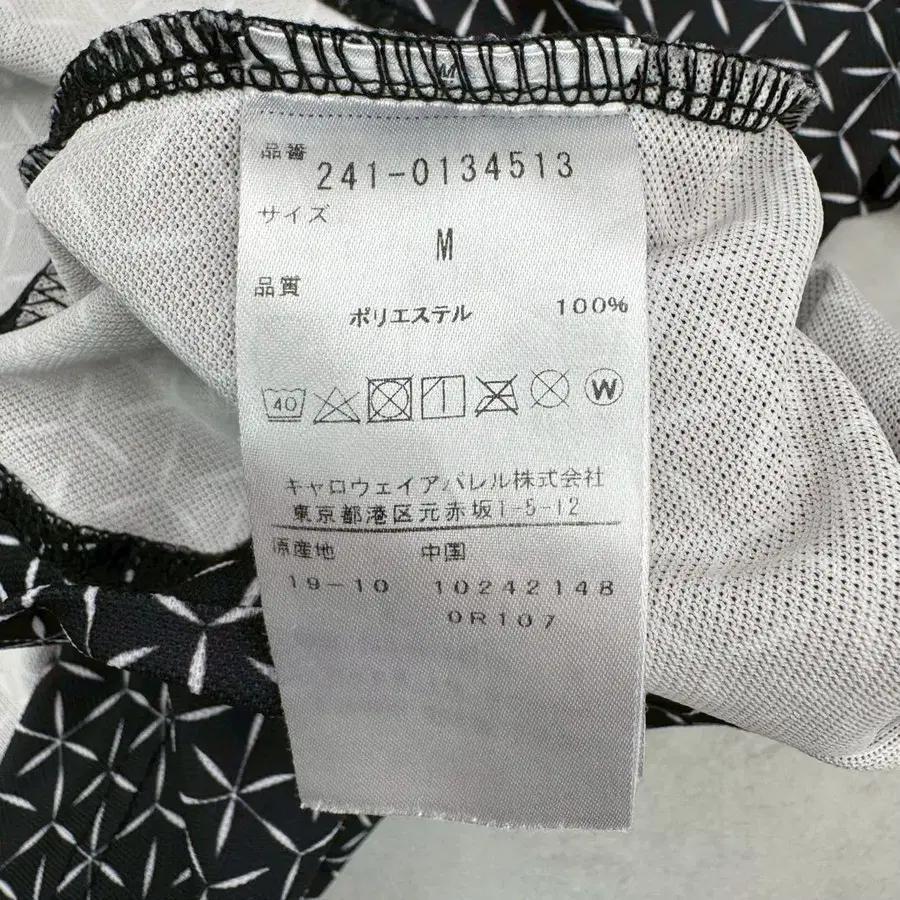 M
品番
241-0134513
サイズ
M
品質
ポリエステル 100%
40 W
キャロウェイアパレル株式会社
東京都港区元赤坂1-5-12
原産地 中国
19-10 10242148
0R107